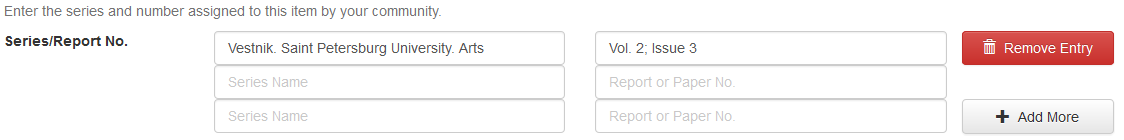 Enter the series and number assigned to this item by your community.
Series/Report No. Vestnik. Saint Petersburg University. Arts Vol. 2; Issue 3 Remove Entry
Series Name Report or Paper No.
Series Name Report or Paper No. Add More